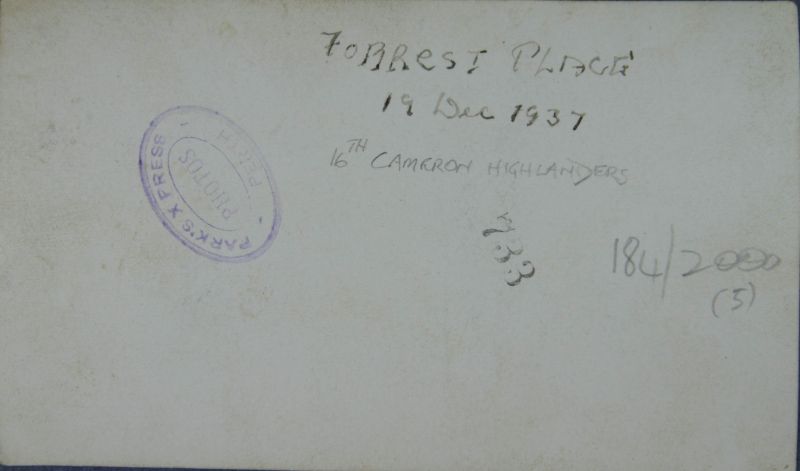 FORREST PLACE
19 Dec 1937
16TH CAMERON HIGHLANDERS
PARK'S X PRESS
PHOTOS
PERTH
733
184/2000
(5)